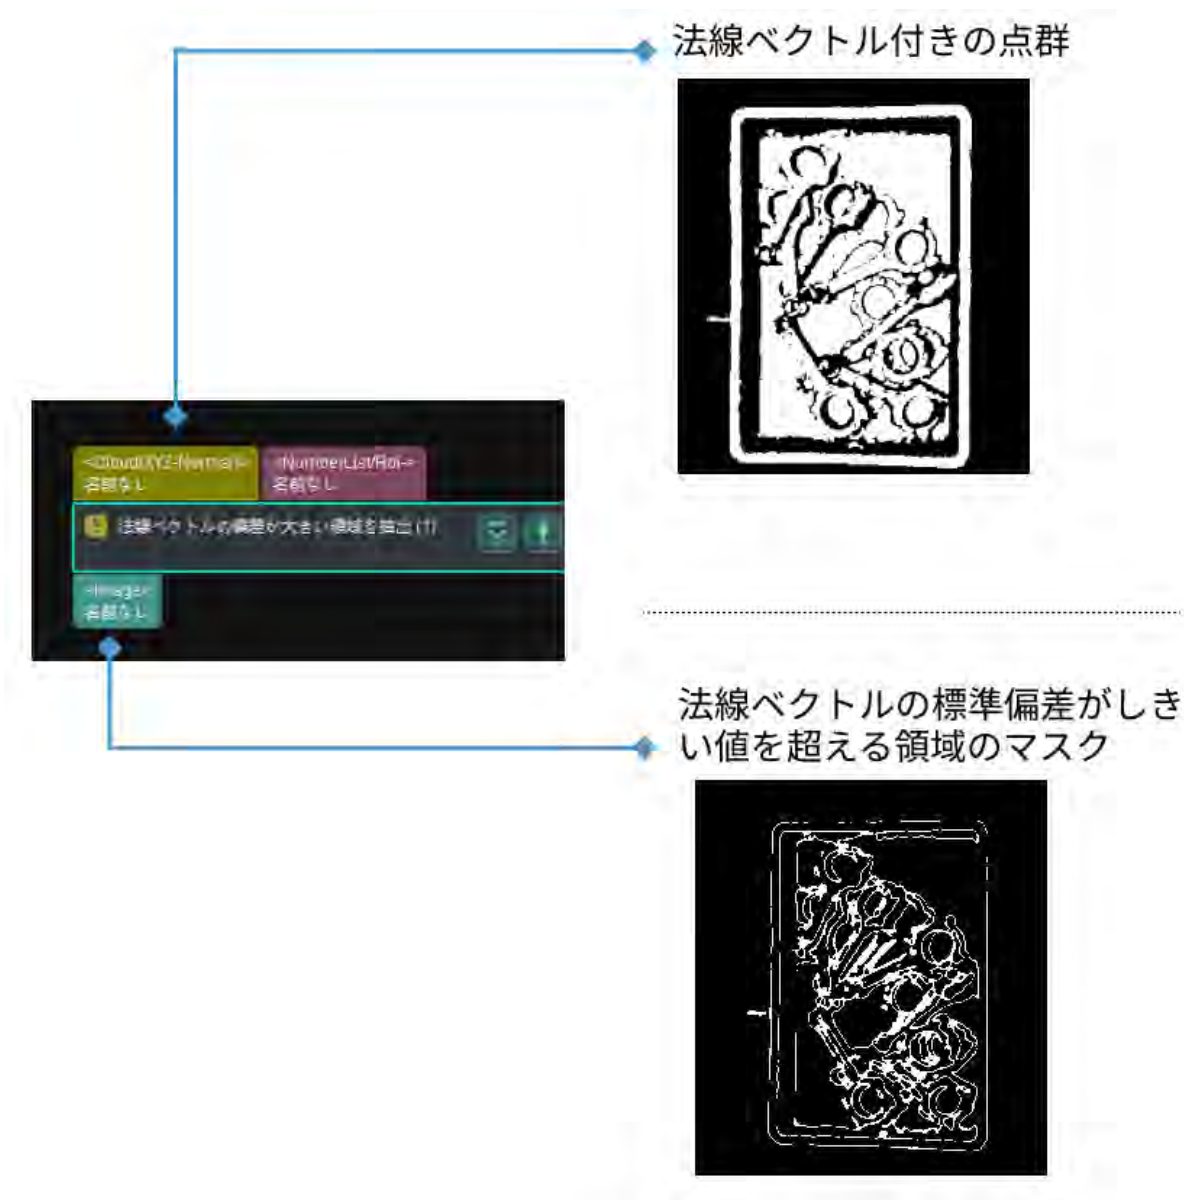 法線ベクトル付きの点群
<Cloud(XYZ-Normal)>
<NumberList/Roi->
名前なし
名前なし
法線ベクトルの偏差が大きい領域を抽出 (1)
<Image>
名前なし
法線ベクトルの標準偏差がしき
い値を超える領域のマスク